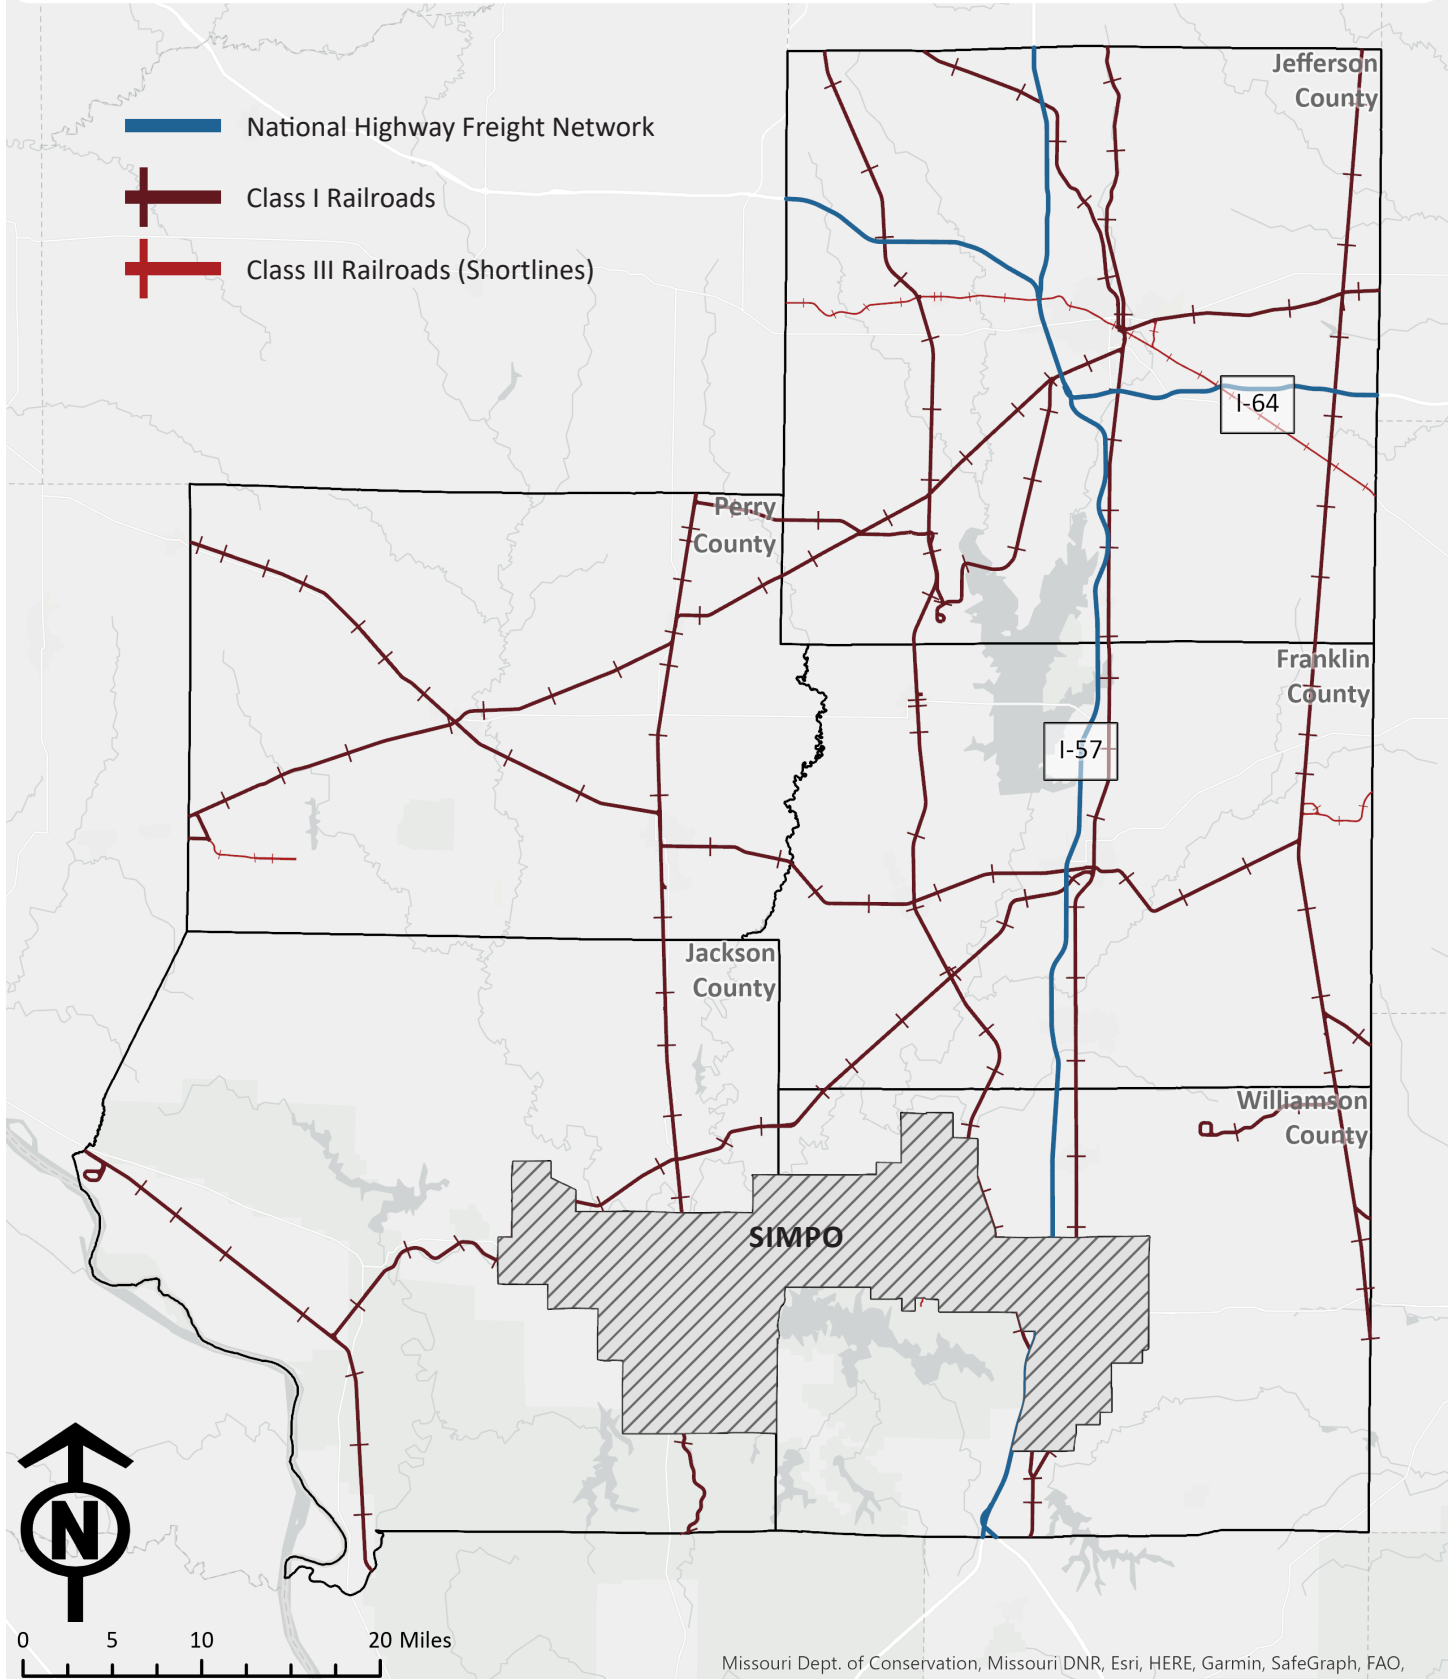 Jefferson
County
National Highway Freight Network
Class I Railroads
Class III Railroads (Shortlines)
I-64
Perry
County
Franklin
County
I-57
Jackson
County
Williamson
County
SIMPO
N
0 5 10 20 Miles
Missouri Dept. of Conservation, Missouri DNR, Esri, HERE, Garmin, SafeGraph, FAO,